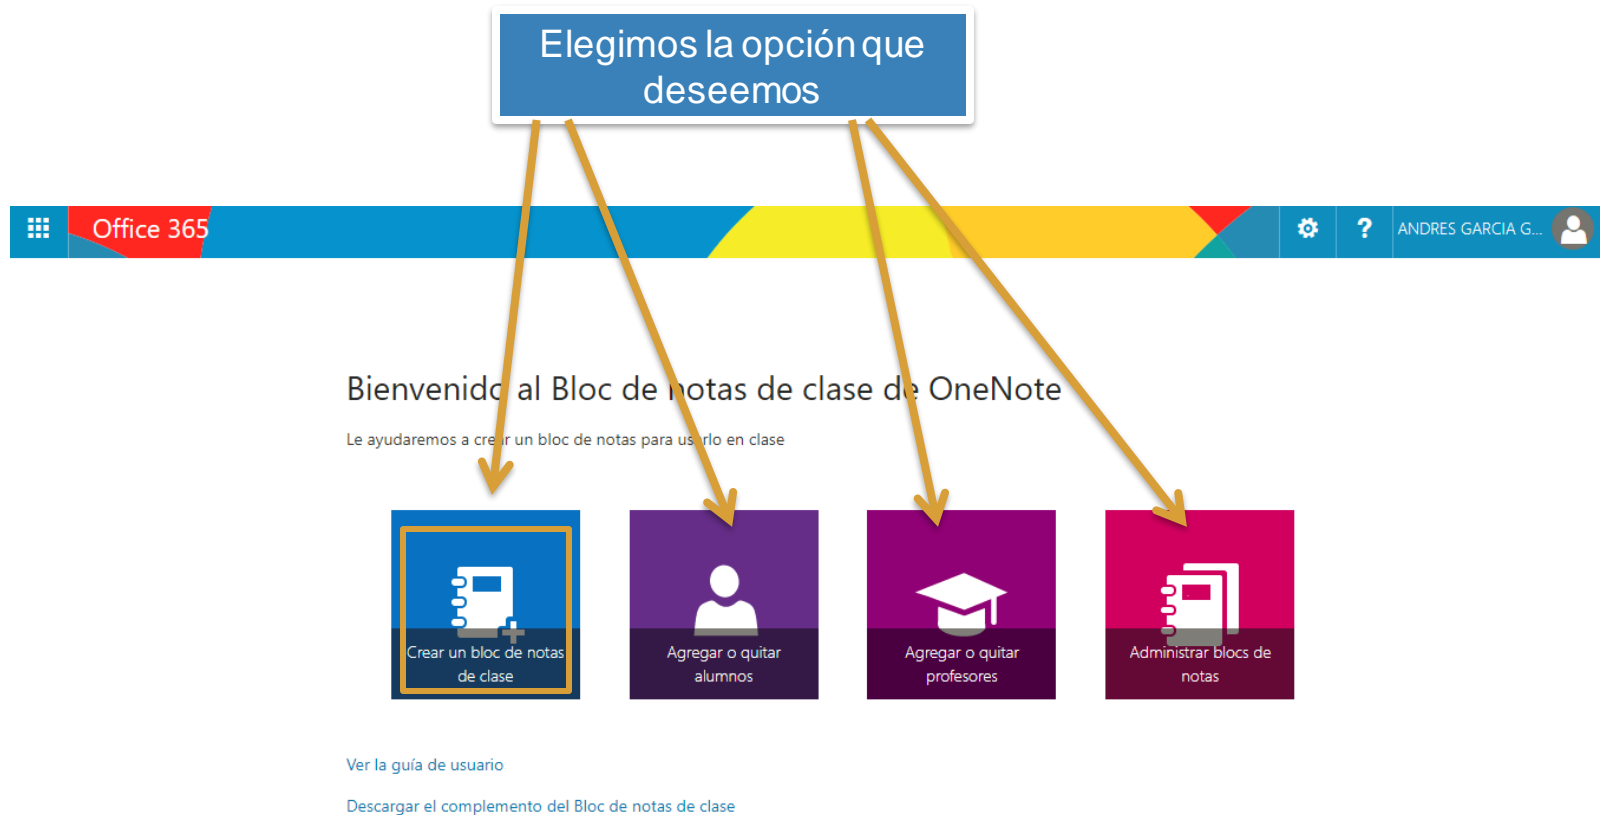 Elegimos la opción que
deseemos
Office 365
?
ANDRES GARCIA G...
Bienvenido al Bloc de notas de clase de OneNote
Le ayudaremos a crear un bloc de notas para usarlo en clase
Crear un bloc de notas
de clase
Agregar o quitar
alumnos
Agregar o quitar
profesores
Administrar blocs de
notas
Ver la guía de usuario
Descargar el complemento del Bloc de notas de clase